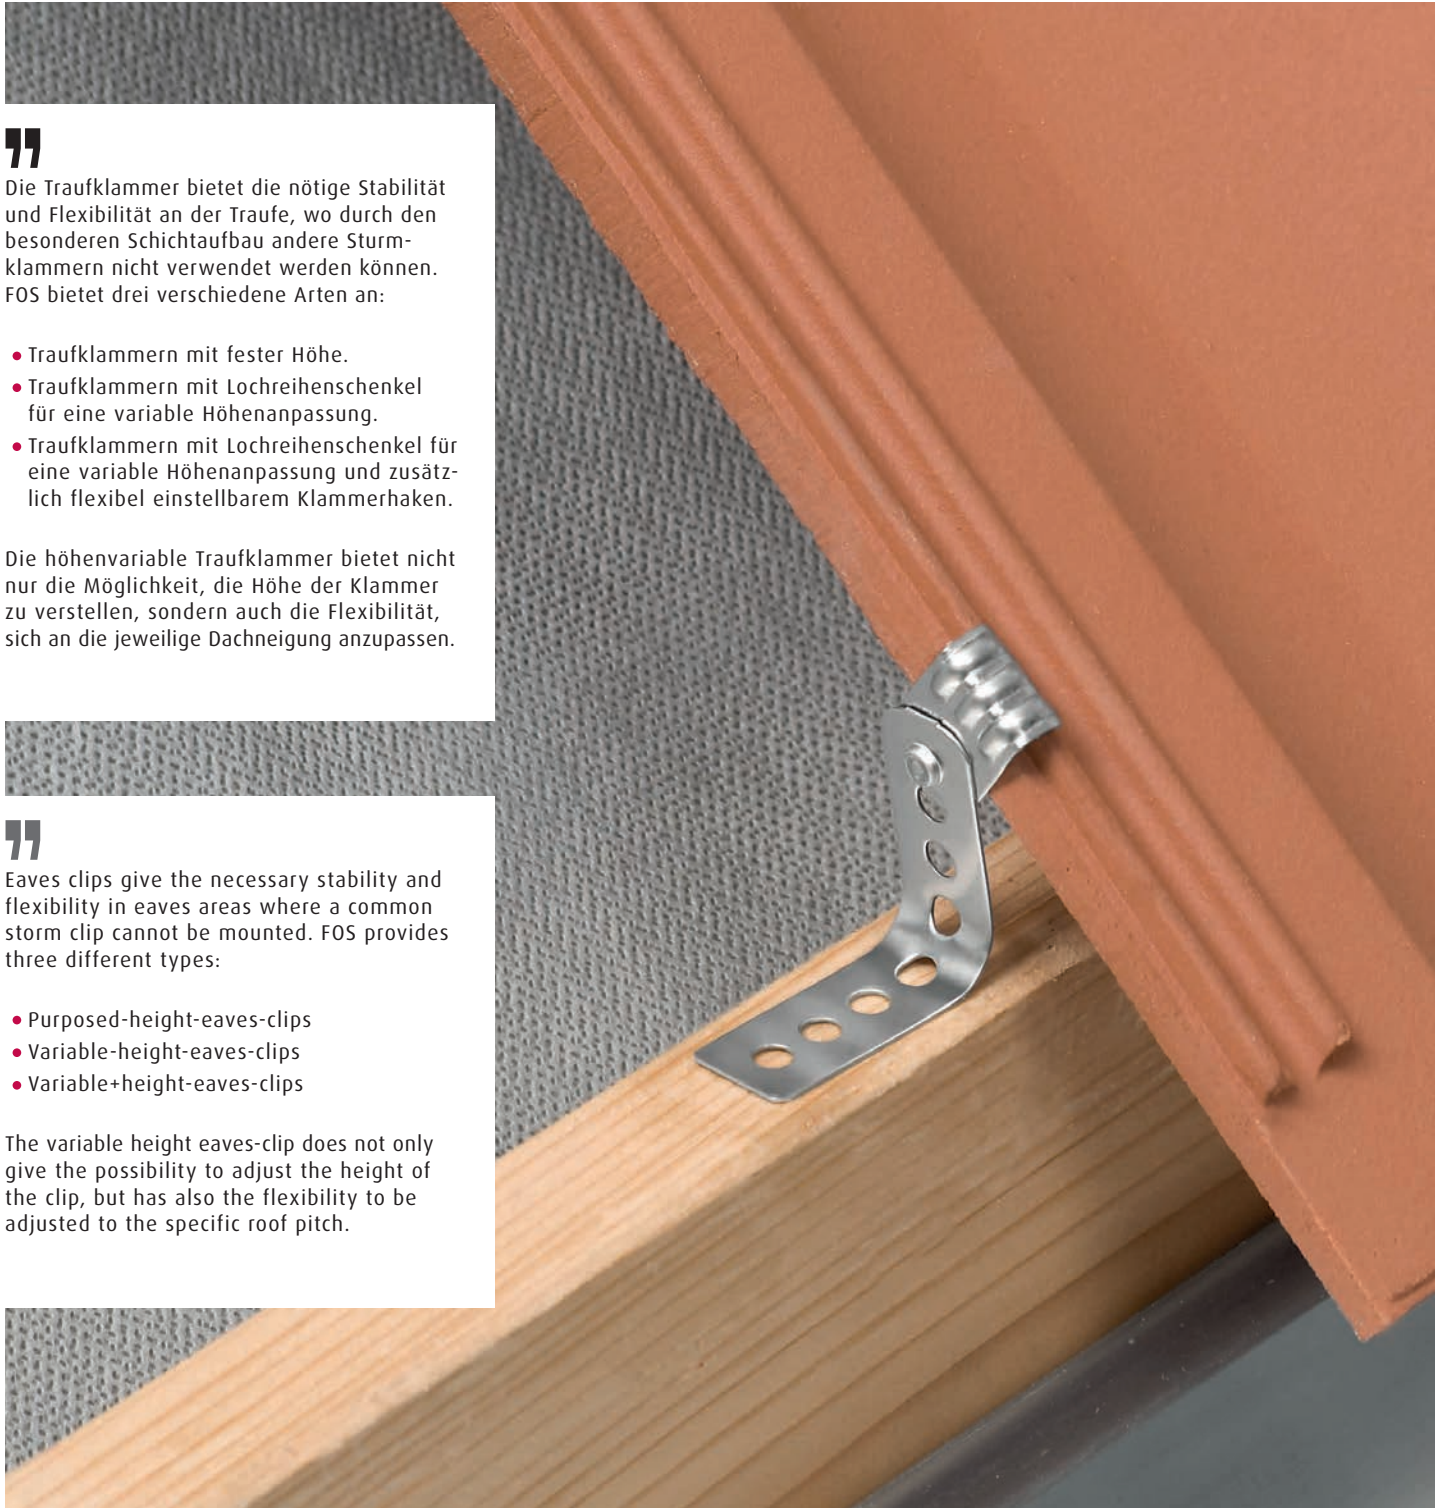 Die Traufklammer bietet die nötige Stabilität
und Flexibilität an der Traufe, wo durch den
besonderen Schichtaufbau andere Sturm-
klammern nicht verwendet werden können.
FOS bietet drei verschiedene Arten an:
• Traufklammern mit fester Höhe.
• Traufklammern mit Lochreihenschenkel
für eine variable Höhenanpassung.
• Traufklammern mit Lochreihenschenkel für
eine variable Höhenanpassung und zusätz-
lich flexibel einstellbarem Klammerhaken.
Die höhenvariable Traufklammer bietet nicht
nur die Möglichkeit, die Höhe der Klammer
zu verstellen, sondern auch die Flexibilität,
sich an die jeweilige Dachneigung anzupassen.
Eaves clips give the necessary stability and
flexibility in eaves areas where a common
storm clip cannot be mounted. FOS provides
three different types:
• Purposed-height-eaves-clips
• Variable-height-eaves-clips
• Variable+height-eaves-clips
The variable height eaves-clip does not only
give the possibility to adjust the height of
the clip, but has also the flexibility to be
adjusted to the specific roof pitch.